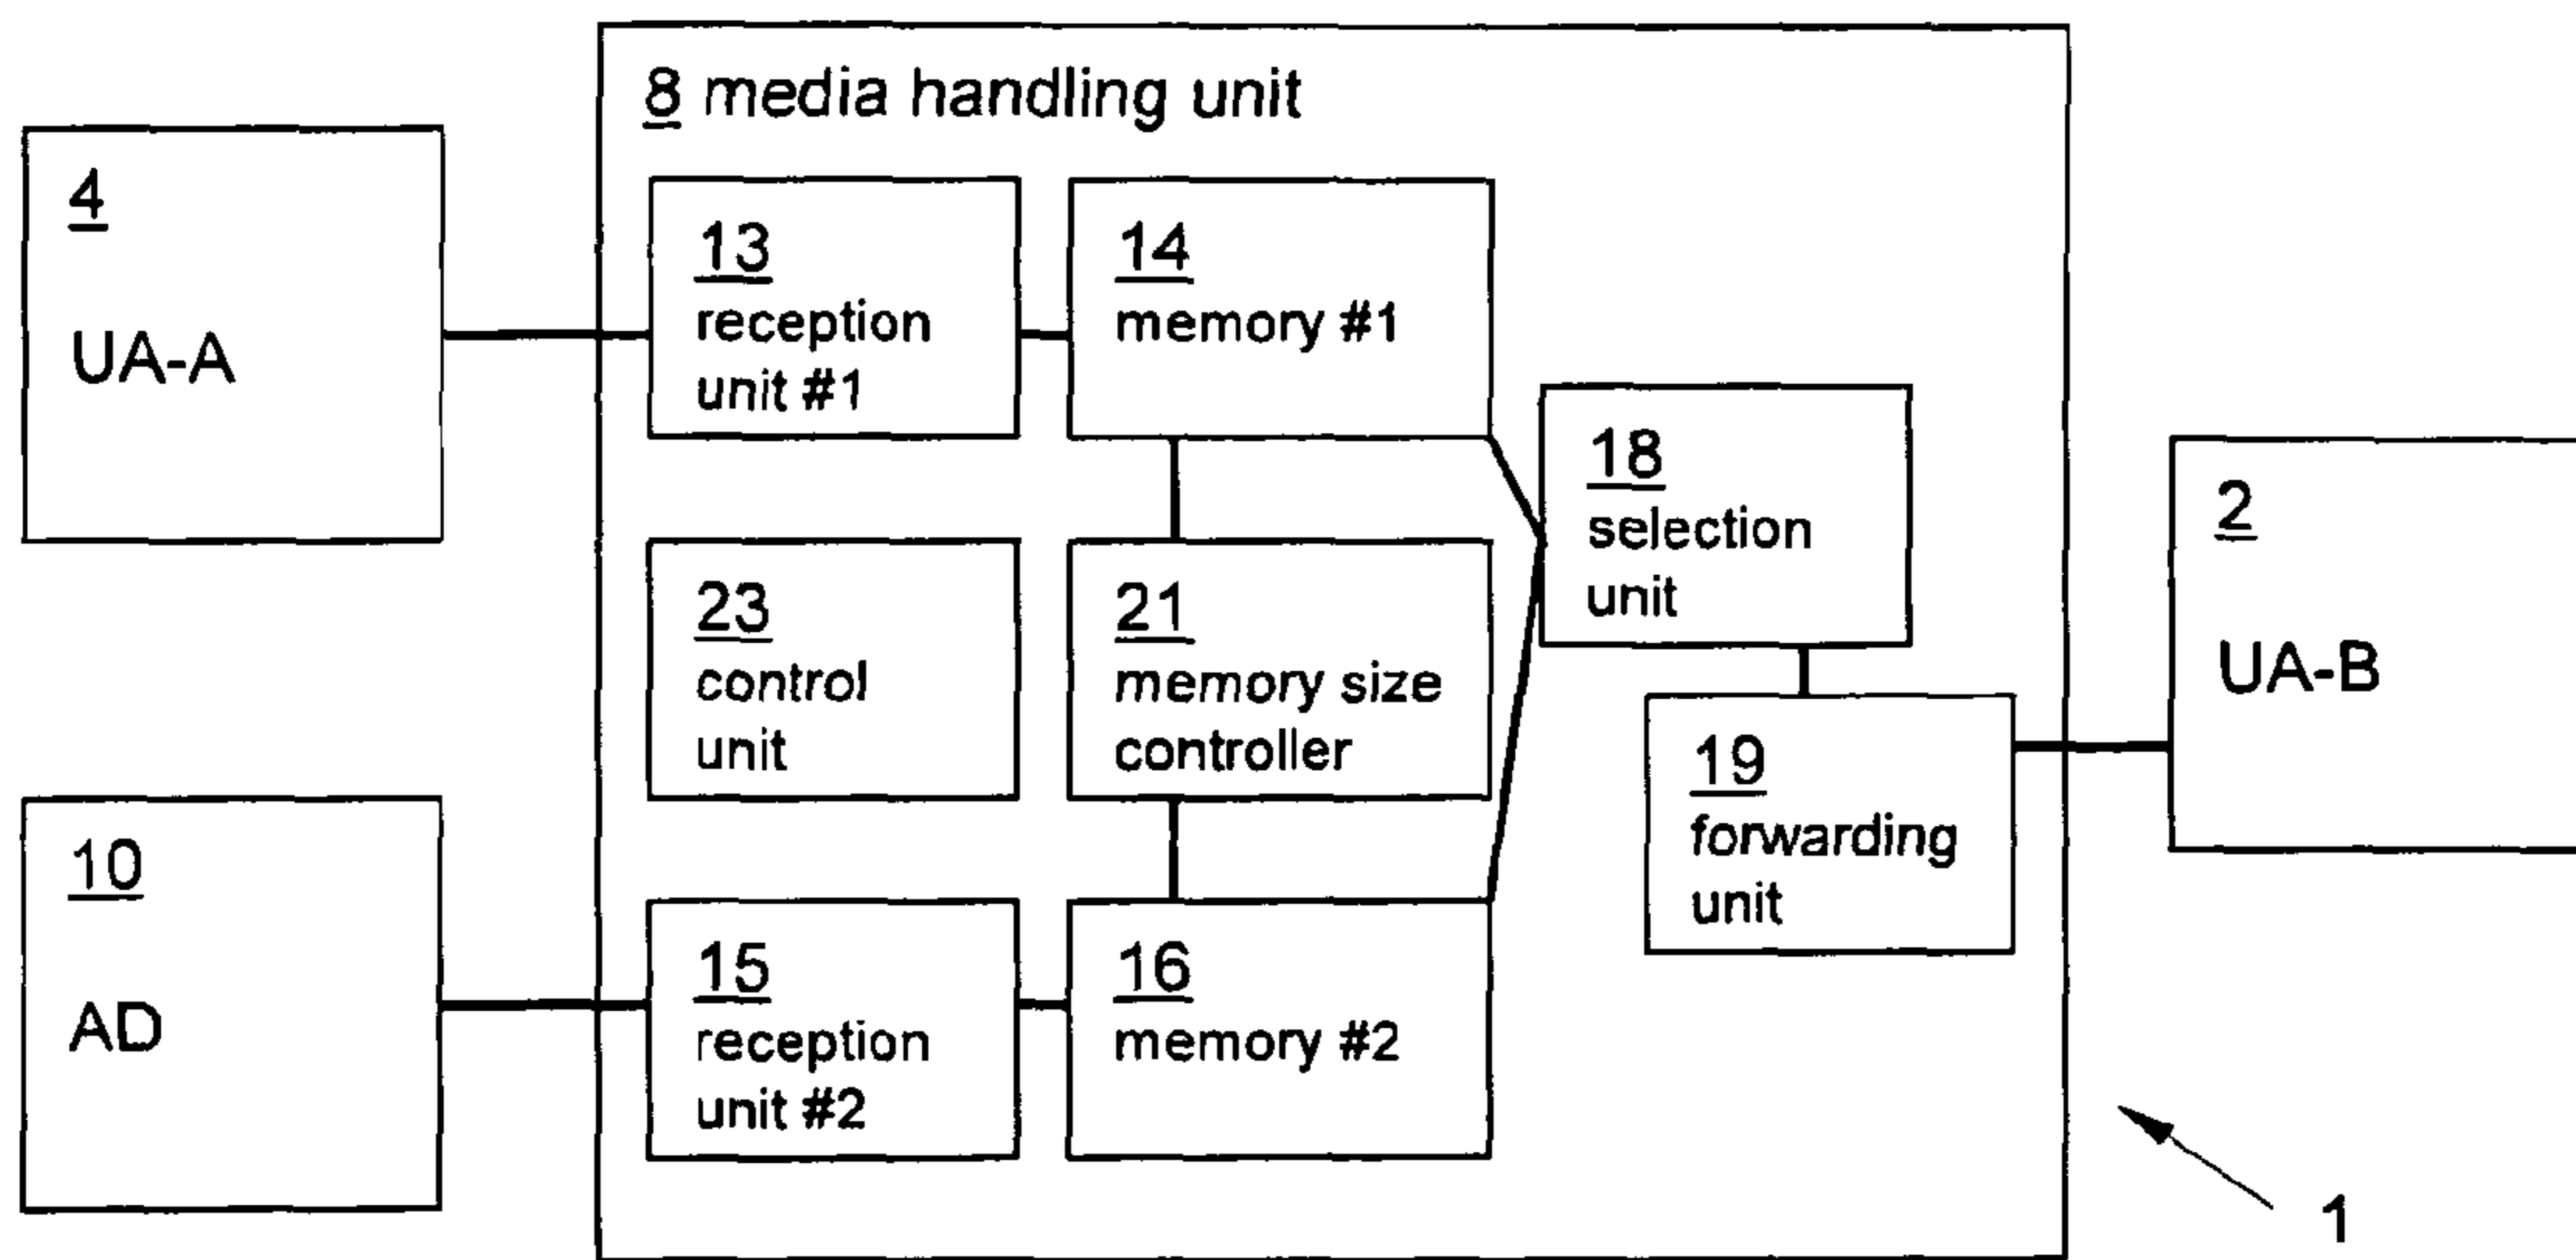 8 media handling unit
4
UA-A
13
reception
unit #1
14
memory #1
18
selection
unit
2
UA-B
23
control
unit
21
memory size
controller
19
forwarding
unit
10
AD
15
reception
unit #2
16
memory #2
1